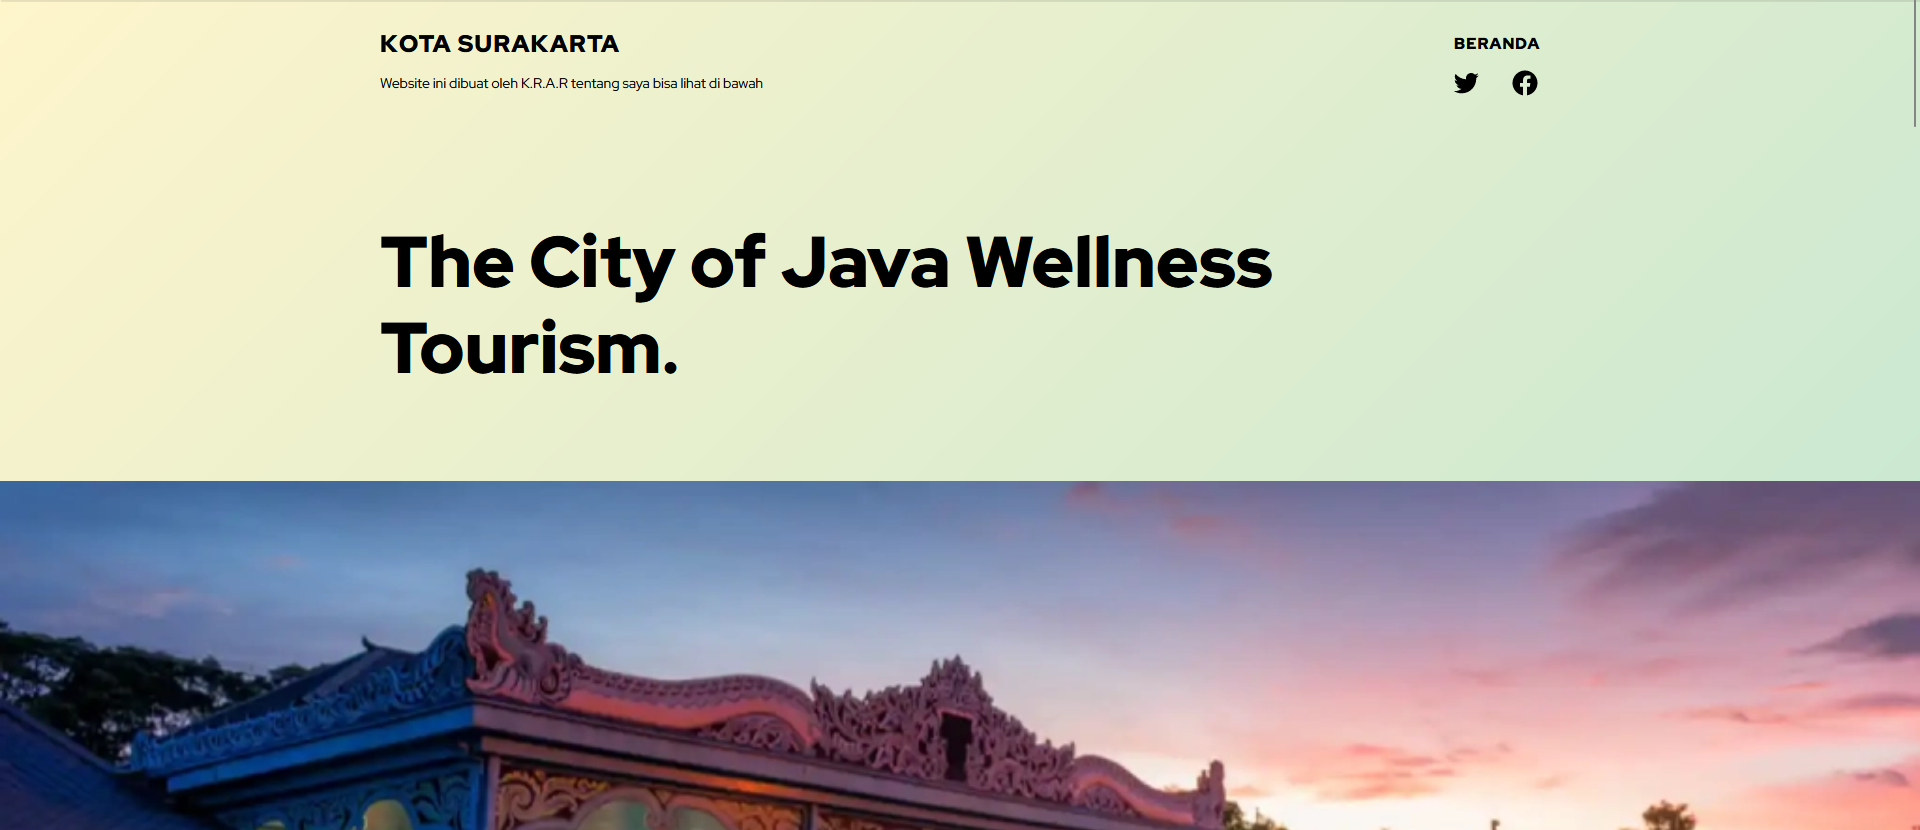 KOTA SURAKARTA
BERANDA
Website ini dibuat oleh K.R.A.R tentang saya bisa lihat di bawah
The City of Java Wellness
Tourism.